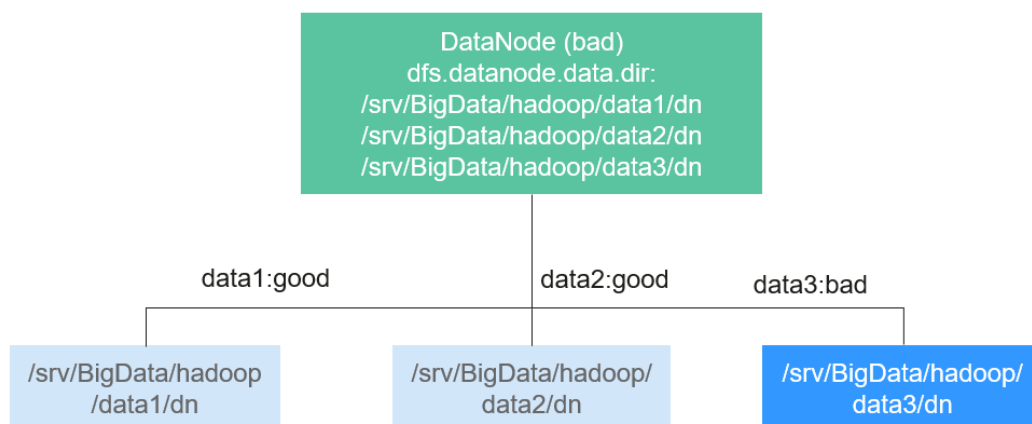 DataNode (bad)
dfs.datanode.data.dir:
/srv/BigData/hadoop/data1/dn
/srv/BigData/hadoop/data2/dn
/srv/BigData/hadoop/data3/dn
data1:good
data2:good
data3:bad
/srv/BigData/hadoop
/data1/dn
/srv/BigData/hadoop/
data2/dn
/srv/BigData/hadoop/
data3/dn